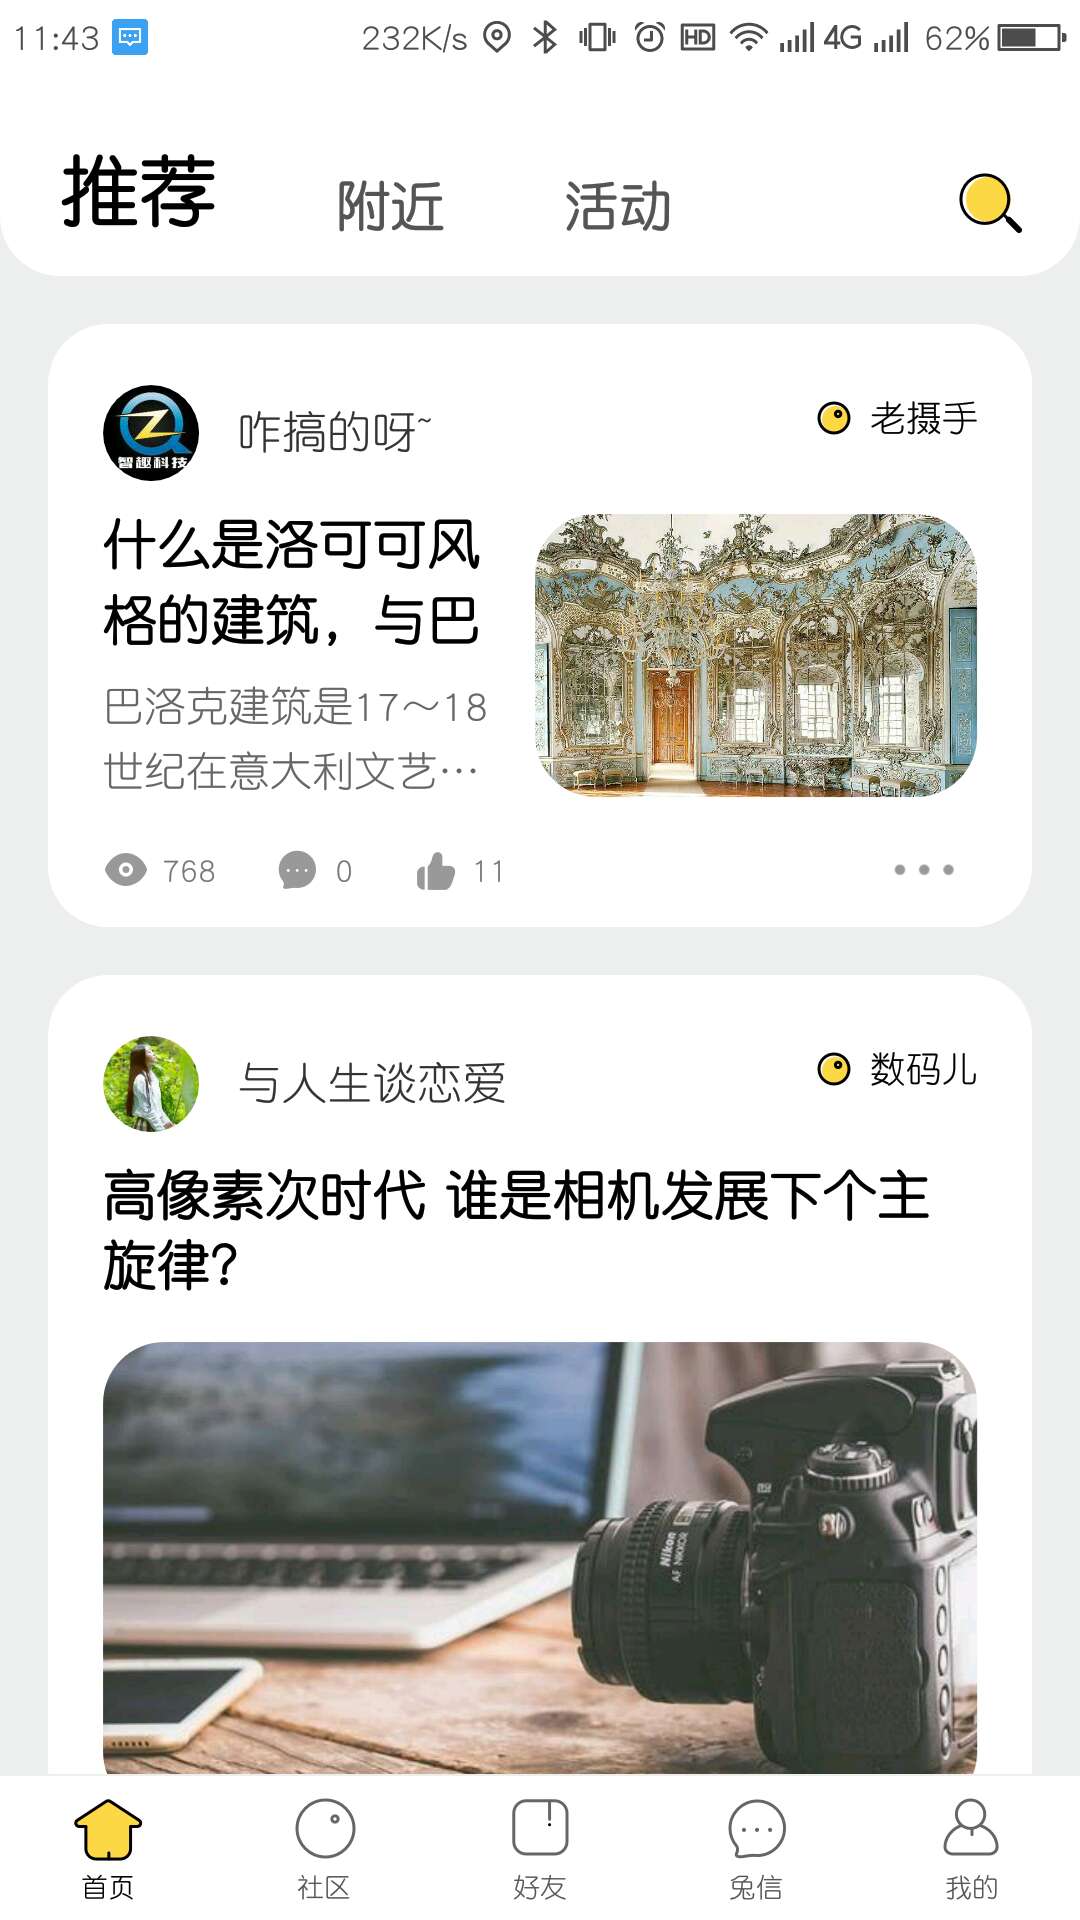 11:43 232K/s HD 4G 62%
推荐 附近 活动
智趣科技
咋搞的呀~ 老摄手
什么是洛可可风
格的建筑，与巴
巴洛克建筑是17～18
世纪在意大利文艺…
768 0 11
与人生谈恋爱 数码儿
高像素次时代 谁是相机发展下个主
旋律？
Nikon
AF NIKKOR
首页 社区 好友 兔信 我的